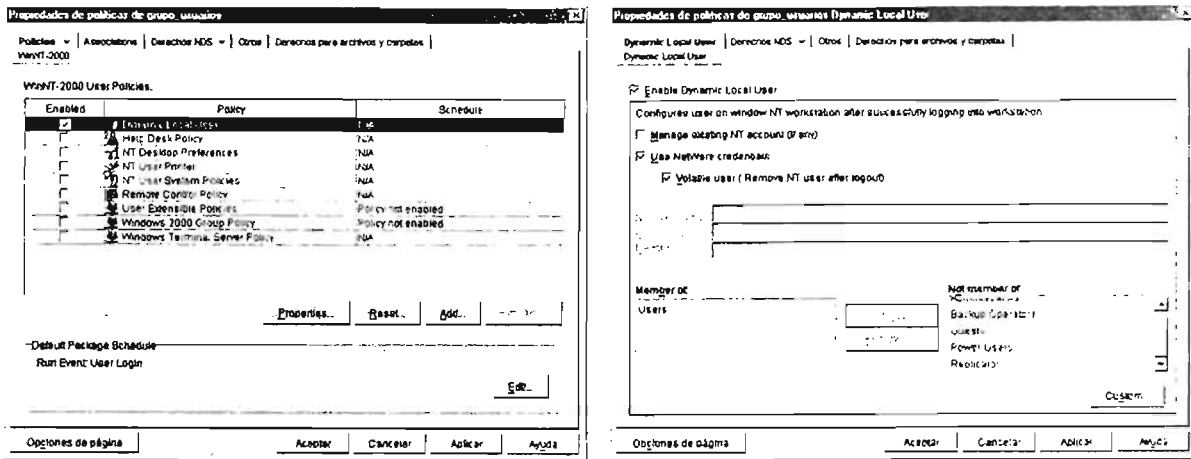 Propiedades de políticas de grupo_usuarios
Policies | Associations | Derechos NDS | Otros | Derechos para archivos y carpetas
WinNT-2000
WinNT-2000 User Policies.
Enabled Policy Schedule
Dynamic Local User N/A
Help Desk Policy N/A
NT Desktop Preferences N/A
NT User Printer N/A
NT User System Policies N/A
Remote Control Policy N/A
User Extensible Policies Policy not enabled
Windows 2000 Group Policy Policy not enabled
Windows Terminal Server Policy N/A
Properties... Reset... Add...
Default Package Schedule
Run Event: User Login
Edit...
Opciones de página Aceptar Cancelar Aplicar Ayuda
Propiedades de políticas de grupo_usuarios Dynamic Local User
Dynamic Local User | Derechos NDS | Otros | Derechos para archivos y carpetas
Dynamic Local User
Enable Dynamic Local User
Configures user on window NT workstation after successfully logging into workstation
Manage existing NT account (if any)
Use NetWare credentials
Volatile user ( Remove NT user after logout)
Member of: Not member of:
Users
Backup Operators
Guests
Power Users
Replicator
Custom
Opciones de página Aceptar Cancelar Aplicar Ayuda